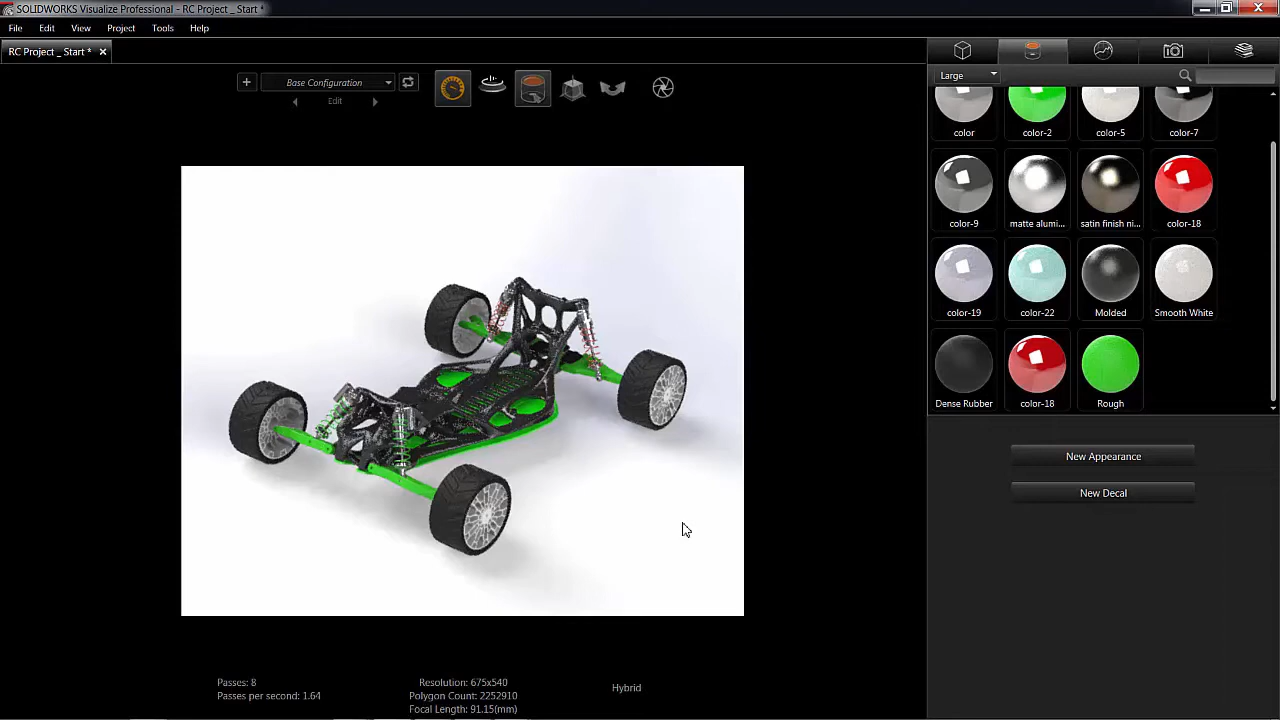 SOLIDWORKS Visualize Professional - RC Project _ Start *
File Edit View Project Tools Help
RC Project _ Start *
Base Configuration
Edit
Large
color color-2 color-5 color-7
color-9 matte alumi... satin finish ni... color-18
color-19 color-22 Molded Smooth White
Dense Rubber color-18 Rough
New Appearance
New Decal
Passes: 8
Passes per second: 1.64
Resolution: 675x540
Polygon Count: 2252910
Focal Length: 91.15(mm)
Hybrid